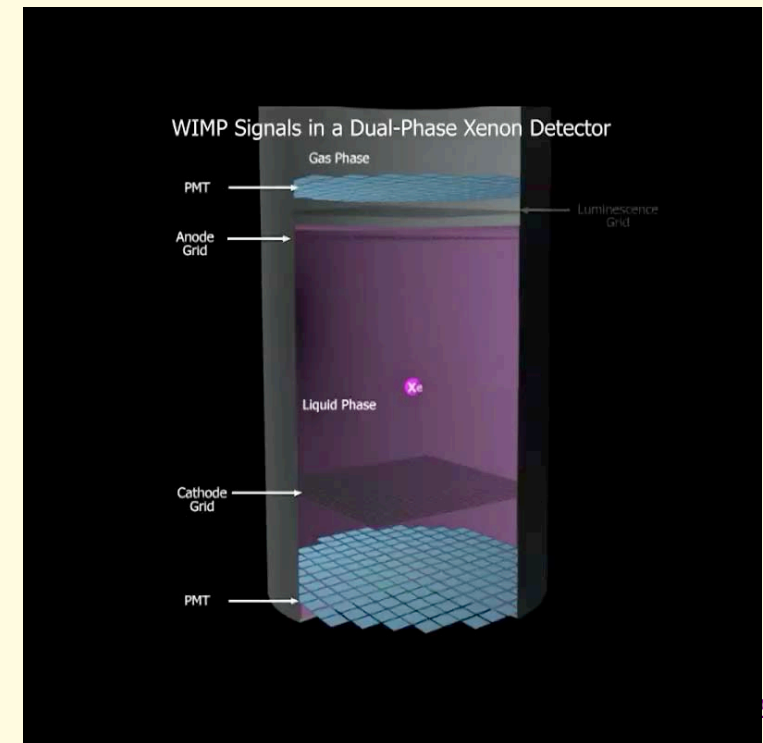 WIMP Signals in a Dual-Phase Xenon Detector
Gas Phase
PMT
Luminescence
Grid
Anode
Grid
Xe
Liquid Phase
Cathode
Grid
PMT